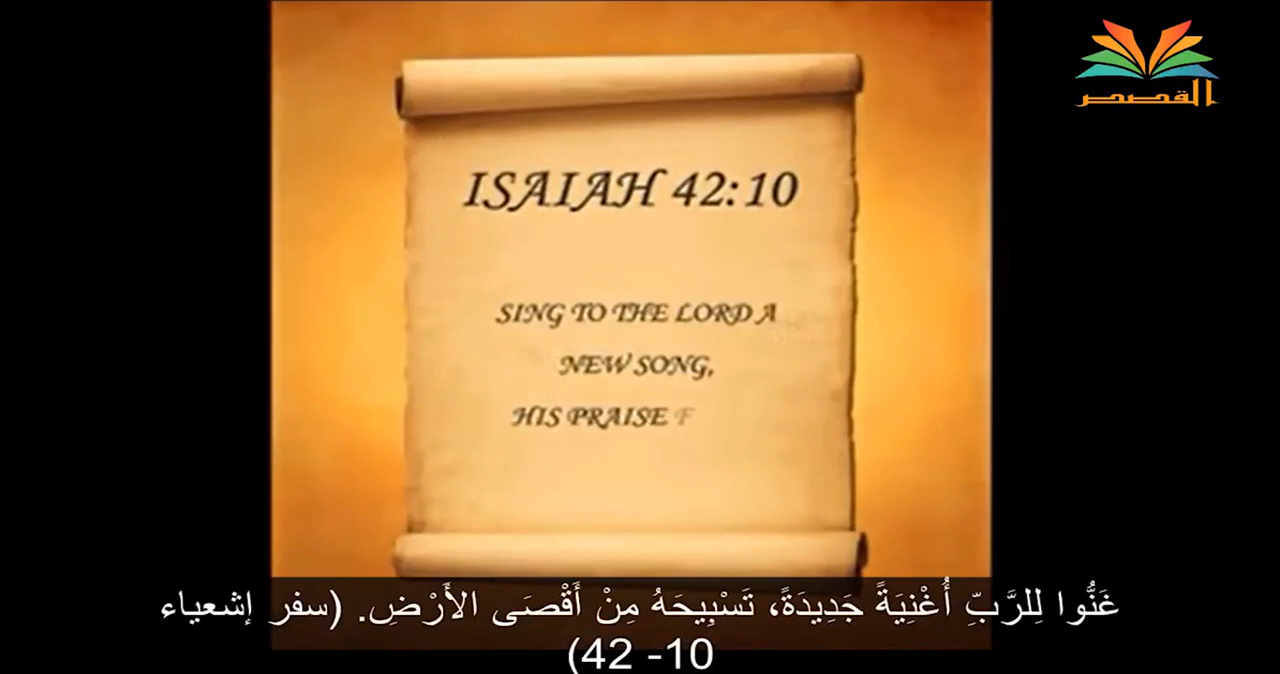 القصص
ISAIAH 42:10
SING TO THE LORD A
NEW SONG,
HIS PRAISE F
غَنُّوا لِلرَّبِّ أُغْنِيَةً جَدِيدَةً، تَسْبِيحَهُ مِنْ أَقْصَى الأَرْضِ. (سفر إشعياء
42- 10)